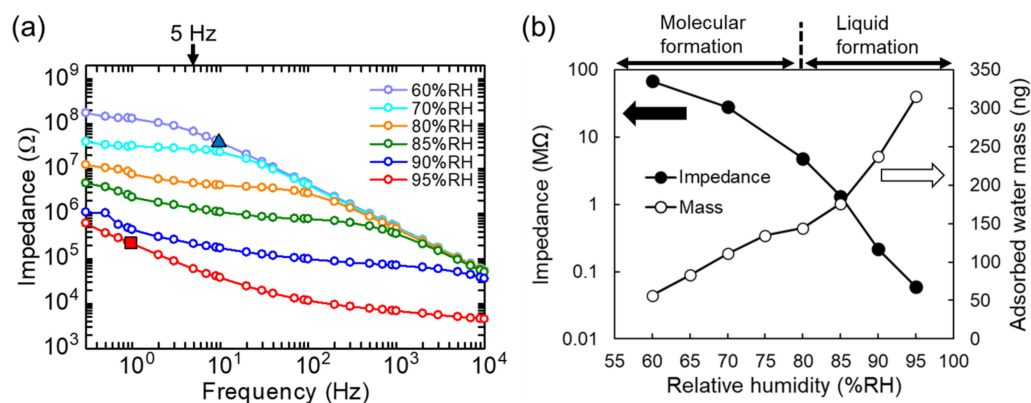 (a)
5 Hz
10⁹
10⁸
10⁷
10⁶
10⁵
10⁴
10³
Impedance (Ω)
60%RH
70%RH
80%RH
85%RH
90%RH
95%RH
10⁰
10¹
10²
10³
10⁴
Frequency (Hz)
(b)
Molecular
formation
Liquid
formation
100
10
1
0.1
0.01
Impedance (MΩ)
Impedance
Mass
350
300
250
200
150
100
50
0
Adsorbed water mass (ng)
55 60 65 70 75 80 85 90 95 100
Relative humidity (%RH)